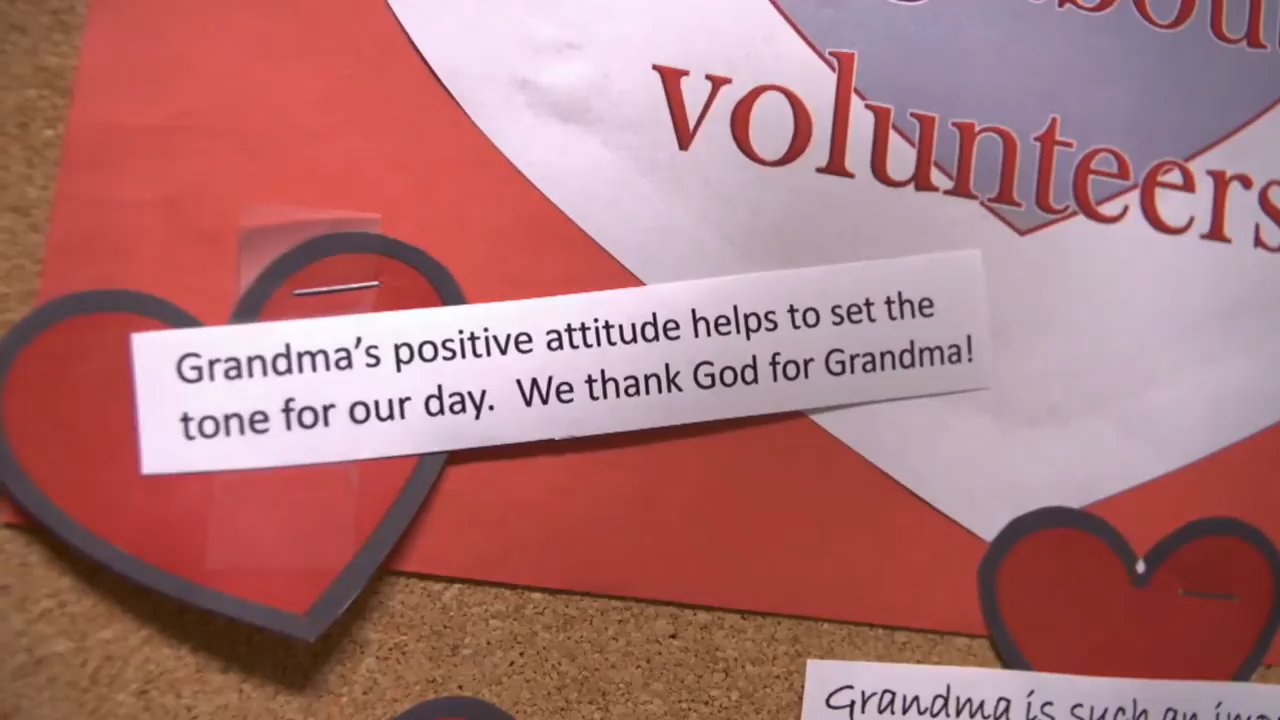 volunteers
Grandma's positive attitude helps to set the
tone for our day.  We thank God for Grandma!
Grandma is such an